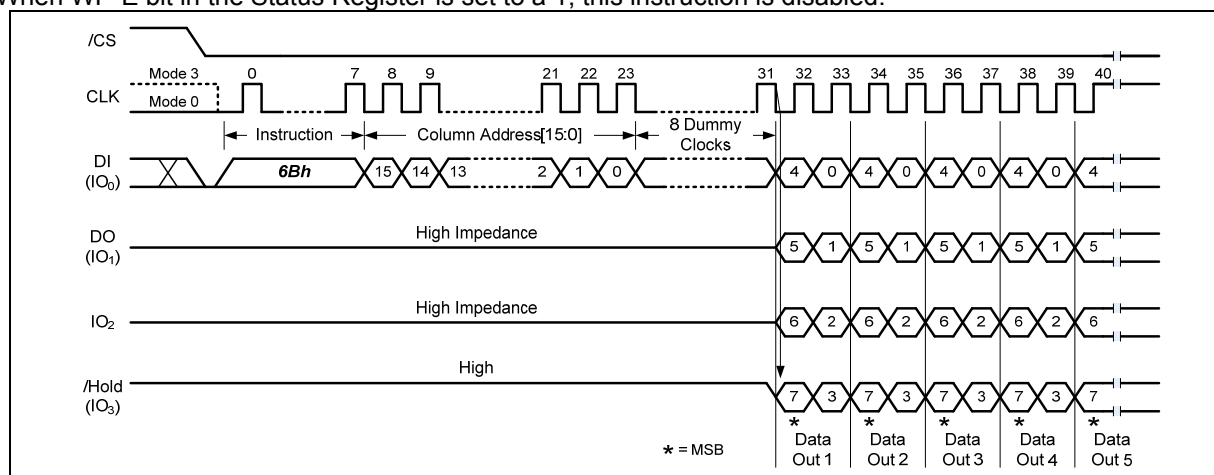 When WP-E bit in the Status Register is set to a 1, this instruction is disabled.
/CS
Mode 3 0 7 8 9 21 22 23 31 32 33 34 35 36 37 38 39 40
CLK
Mode 0
Instruction Column Address[15:0] 8 Dummy
Clocks
DI
(IO0)
6Bh 15 14 13 2 1 0 4 0 4 0 4 0 4 0 4
High Impedance
DO
(IO1)
5 1 5 1 5 1 5 1 5
High Impedance
IO2
6 2 6 2 6 2 6 2 6
High
/Hold
(IO3)
7 3 7 3 7 3 7 3 7
* * * * *
* = MSB
Data Data Data Data Data
Out 1 Out 2 Out 3 Out 4 Out 5